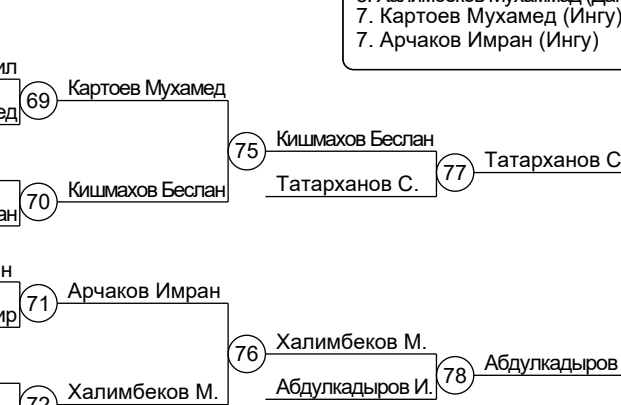 7. Картоев Мухамед (Ингу)
7. Арчаков Имран (Ингу)
69
Картоев Мухамед
75
Кишмахов Беслан
77
Татарханов С
Татарханов С.
70
Кишмахов Беслан
71
Арчаков Имран
76
Халимбеков М.
78
Абдулкадыров
Абдулкадыров И.
72
Халимбеков М.